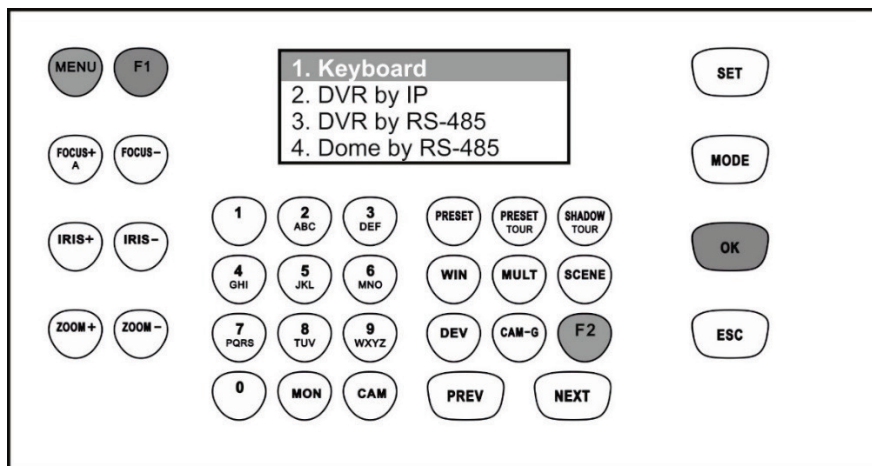 MENU
F1
1. Keyboard
2. DVR by IP
3. DVR by RS-485
4. Dome by RS-485
SET
FOCUS+
A
FOCUS-
MODE
1
2
ABC
3
DEF
PRESET
PRESET
TOUR
SHADOW
TOUR
IRIS+
IRIS-
OK
4
GHI
5
JKL
6
MNO
WIN
MULT
SCENE
ZOOM+
ZOOM-
7
PQRS
8
TUV
9
WXYZ
DEV
CAM-G
F2
ESC
0
MON
CAM
PREV
NEXT